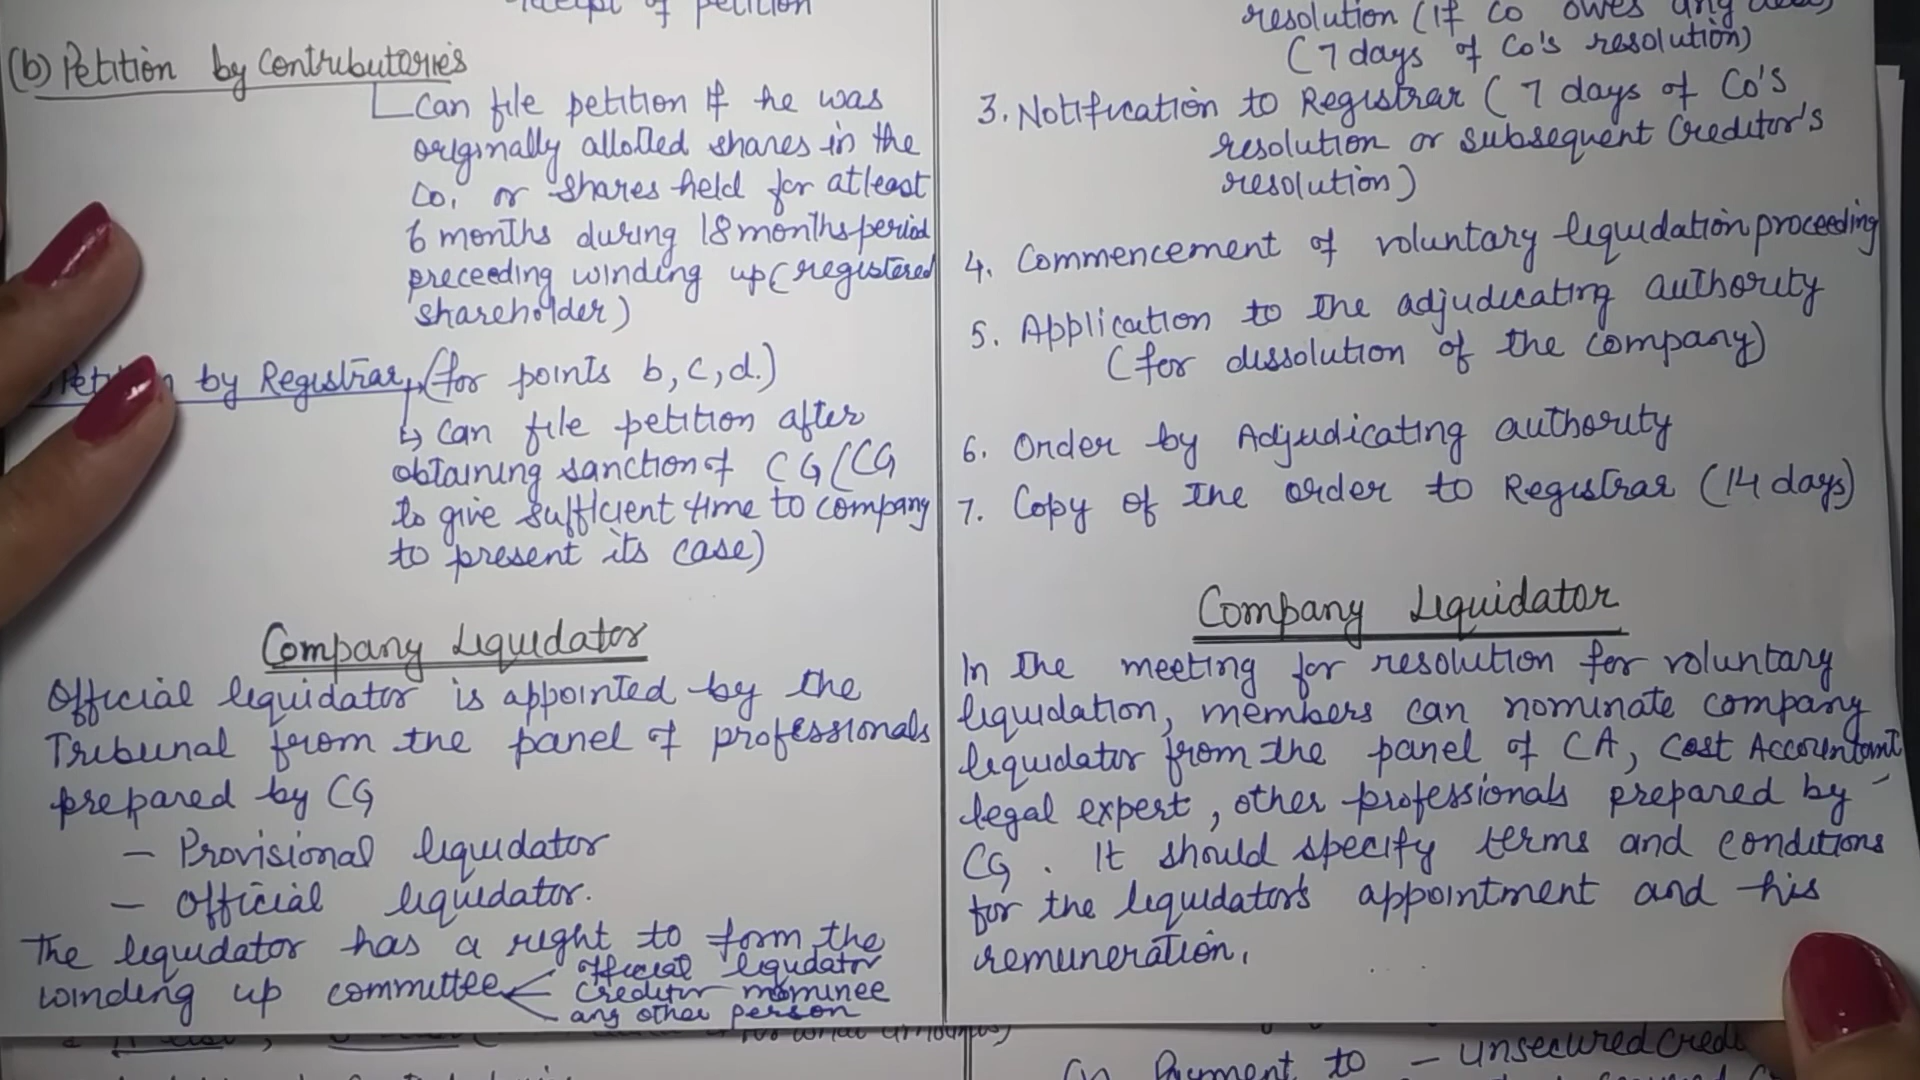 receipt of petition
(b) Petition by Contributories
Can file petition if he was
originally allotted shares in the
Co. or shares held for atleast
6 months during 18 months period
preceeding winding up (registered
shareholder)
by Registrar (for points b, c, d.)
can file petition after
obtaining sanction of CG (CG
to give sufficient time to company
to present its case)
Company Liquidator
Official liquidator is appointed by the
Tribunal from the panel of professionals
prepared by CG
- Provisional liquidator
- Official liquidator.
The liquidator has a right to form the
winding up committee
official liqudator
creditor nominee
any other person
resolution (if Co owes any
(7 days of Co's resolution)
3. Notification to Registrar (7 days of Co's
resolution or subsequent Creditor's
resolution)
4. Commencement of voluntary liquidation proceeding
5. Application to the adjudicating authority
(for dissolution of the company)
6. Order by Adjudicating authority
7. Copy of the order to Registrar (14 days)
Company Liquidator
In the meeting for resolution for voluntary
liquidation, members can nominate company
liquidator from the panel of CA, Cost Accountant
legal expert, other professionals prepared by
CG. It should specify terms and conditions
for the liquidator's appointment and his
remuneration.
Payment to - unsecured